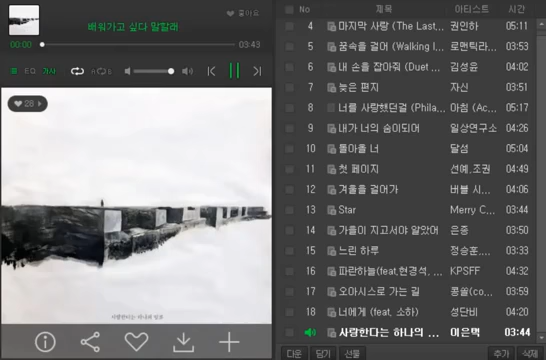 배워가고 싶다 말할래
좋아요
00:00
03:43
EQ 가사
28
사랑한다는 하나의 말로
No 제목 아티스트 시간
4 마지막 사랑 (The Last,... 권인하 05:11
5 꿈속을 걸어 (Walking I... 로맨틱라... 03:53
6 내 손을 잡아줘 (Duet ... 김성윤 04:02
7 늦은 편지 자신 03:51
8 너를 사랑했던걸 (Phila... 아침 (Ac... 05:17
9 내가 너의 숨이되어 일상연구소 04:26
10 돌아올 너 달섬 05:04
11 첫 페이지 선예,조권 04:49
12 겨울을 걸어가 버블 시... 04:06
13 Star Merry C... 03:44
14 가을이 지고서야 알았어 은종 03:50
15 느린 하루 정승훈,... 03:33
16 파란하늘(feat,현경석, ... KPSFF 04:32
17 오아시스로 가는 길 콩쏠(co... 03:59
18 너에게 (feat, 소하) 성단비 04:20
사랑한다는 하나의 ... 이은먹 03:44
다운 담기 선물 추가 삭제